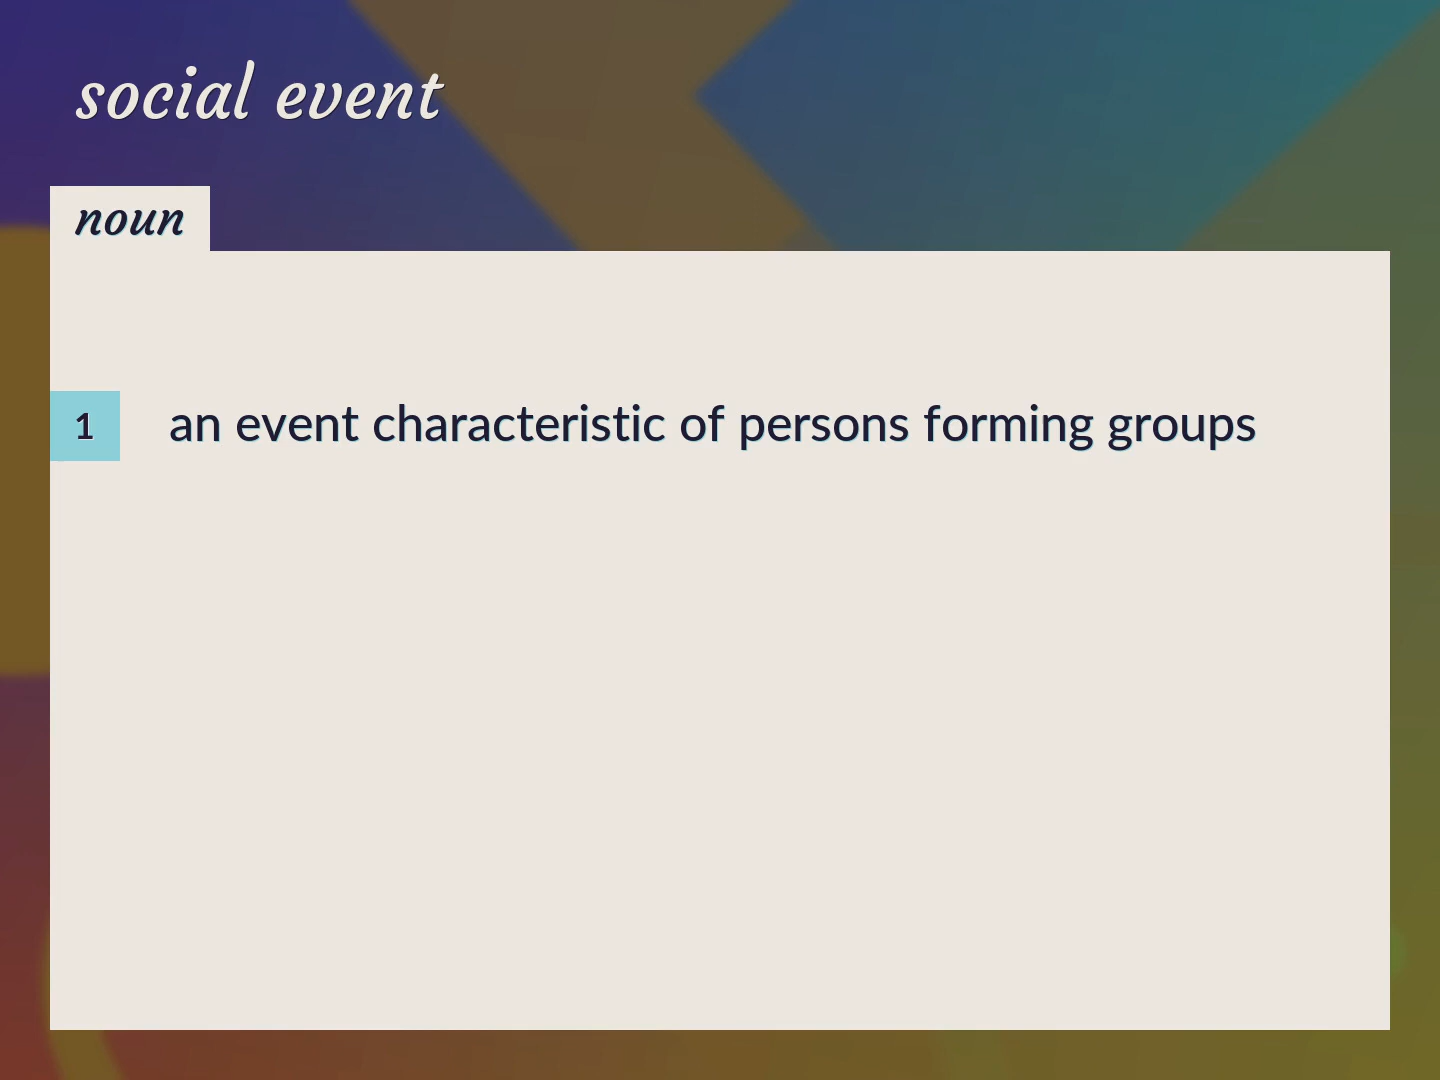 social event
noun
1 an event characteristic of persons forming groups